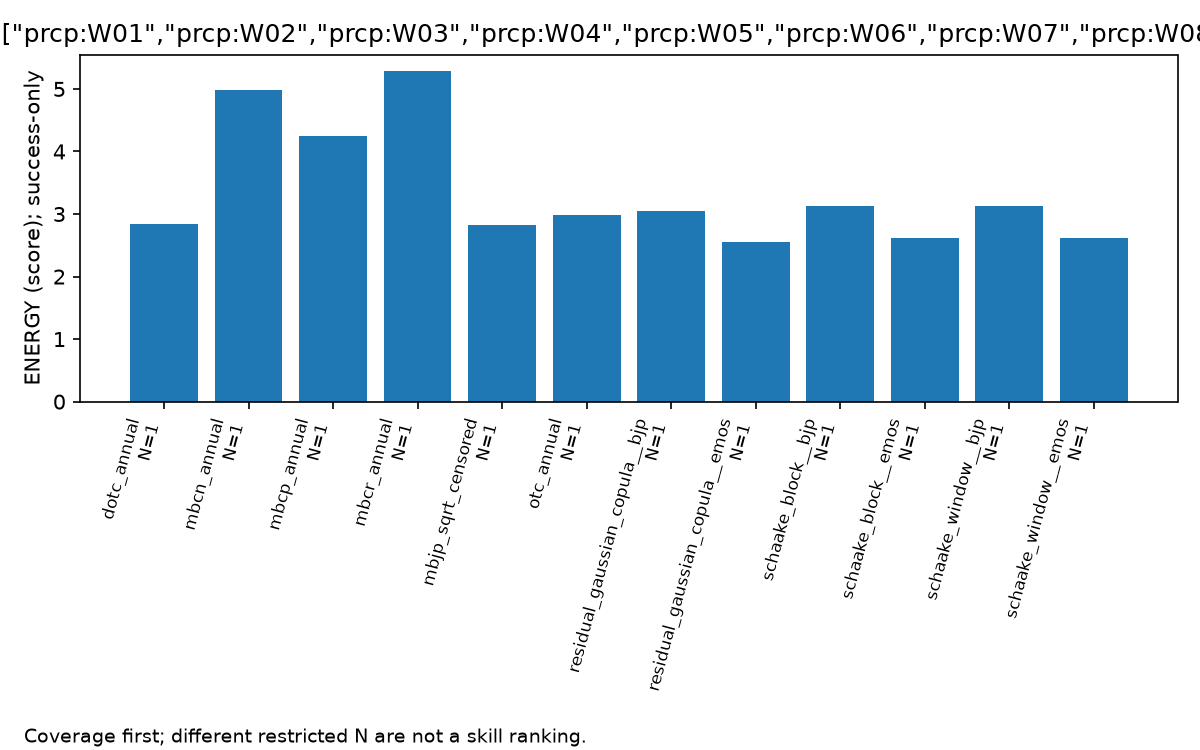 ["prcp:W01","prcp:W02","prcp:W03","prcp:W04","prcp:W05","prcp:W06","prcp:W07","prcp:W08
ENERGY (score); success-only
5
4
3
2
1
0
dotc_annual
N=1
mbcn_annual
N=1
mbcp_annual
N=1
mbcr_annual
N=1
mbjp_sqrt_censored
N=1
otc_annual
N=1
residual_gaussian_copula__bjp
N=1
residual_gaussian_copula__emos
N=1
schaake_block__bjp
N=1
schaake_block__emos
N=1
schaake_window__bjp
N=1
schaake_window__emos
N=1
Coverage first; different restricted N are not a skill ranking.